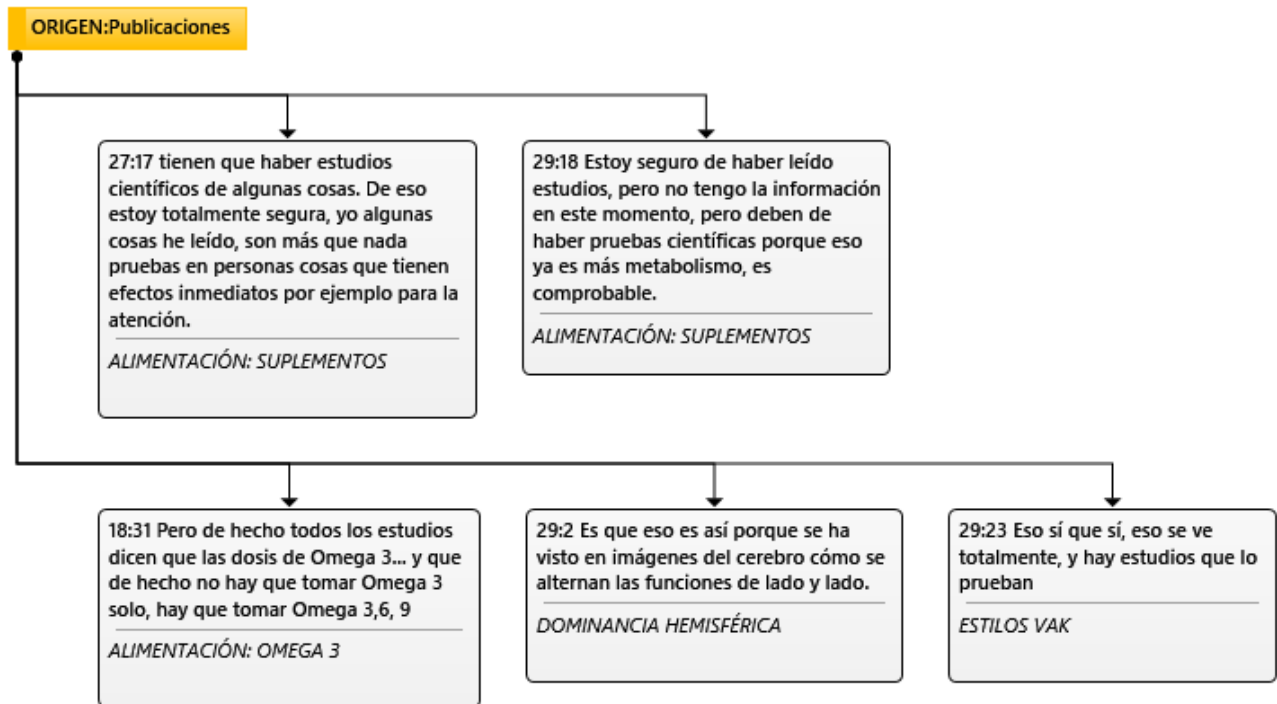 ORIGEN:Publicaciones
27:17 tienen que haber estudios
científicos de algunas cosas. De eso
estoy totalmente segura, yo algunas
cosas he leído, son más que nada
pruebas en personas cosas que tienen
efectos inmediatos por ejemplo para la
atención.
ALIMENTACIÓN: SUPLEMENTOS
29:18 Estoy seguro de haber leído
estudios, pero no tengo la información
en este momento, pero deben de
haber pruebas científicas porque eso
ya es más metabolismo, es
comprobable.
ALIMENTACIÓN: SUPLEMENTOS
18:31 Pero de hecho todos los estudios
dicen que las dosis de Omega 3... y que
de hecho no hay que tomar Omega 3
solo, hay que tomar Omega 3,6, 9
ALIMENTACIÓN: OMEGA 3
29:2 Es que eso es así porque se ha
visto en imágenes del cerebro cómo se
alternan las funciones de lado y lado.
DOMINANCIA HEMISFÉRICA
29:23 Eso sí que sí, eso se ve
totalmente, y hay estudios que lo
prueban
ESTILOS VAK